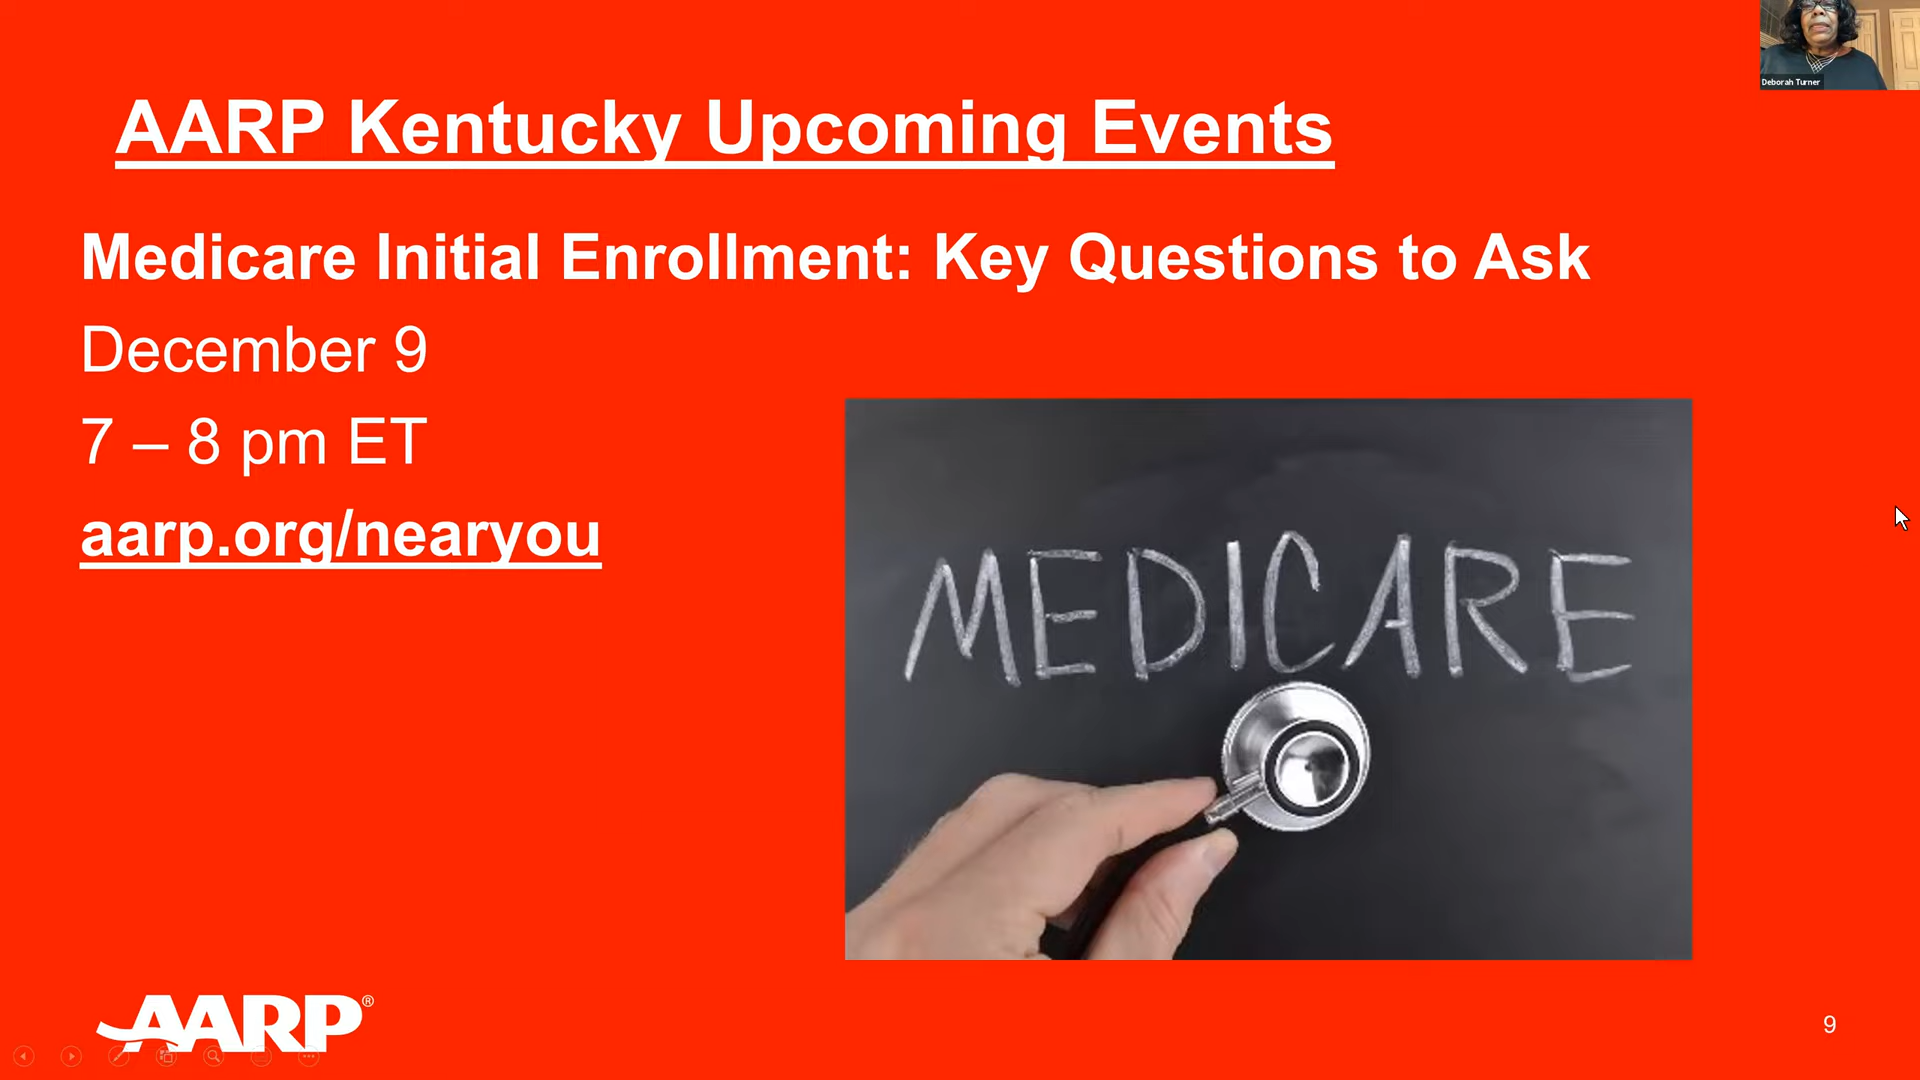 Deborah Turner
AARP Kentucky Upcoming Events
Medicare Initial Enrollment: Key Questions to Ask
December 9
7 – 8 pm ET
aarp.org/nearyou
MEDICARE
AARP®
9